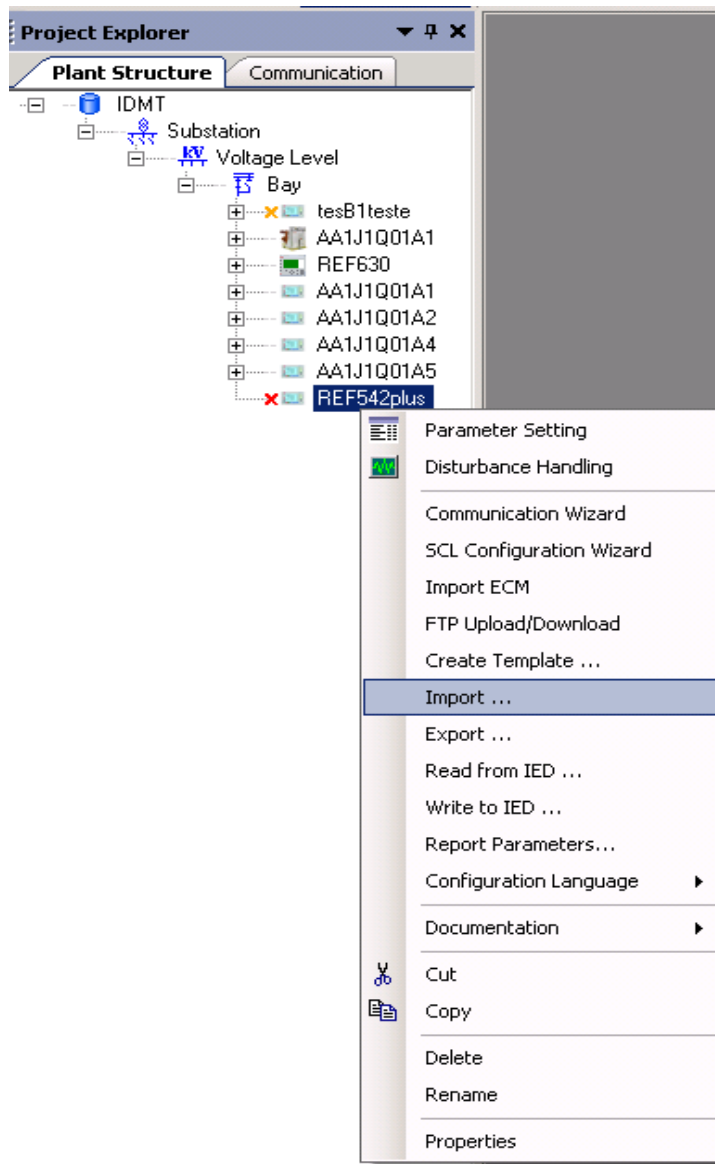 Project Explorer
Plant Structure Communication
IDMT
Substation
kV Voltage Level
Bay
tesB1teste
AA1J1Q01A1
REF630
AA1J1Q01A1
AA1J1Q01A2
AA1J1Q01A4
AA1J1Q01A5
REF542plus
Parameter Setting
Disturbance Handling
Communication Wizard
SCL Configuration Wizard
Import ECM
FTP Upload/Download
Create Template ...
Import ...
Export ...
Read from IED ...
Write to IED ...
Report Parameters...
Configuration Language
Documentation
Cut
Copy
Delete
Rename
Properties